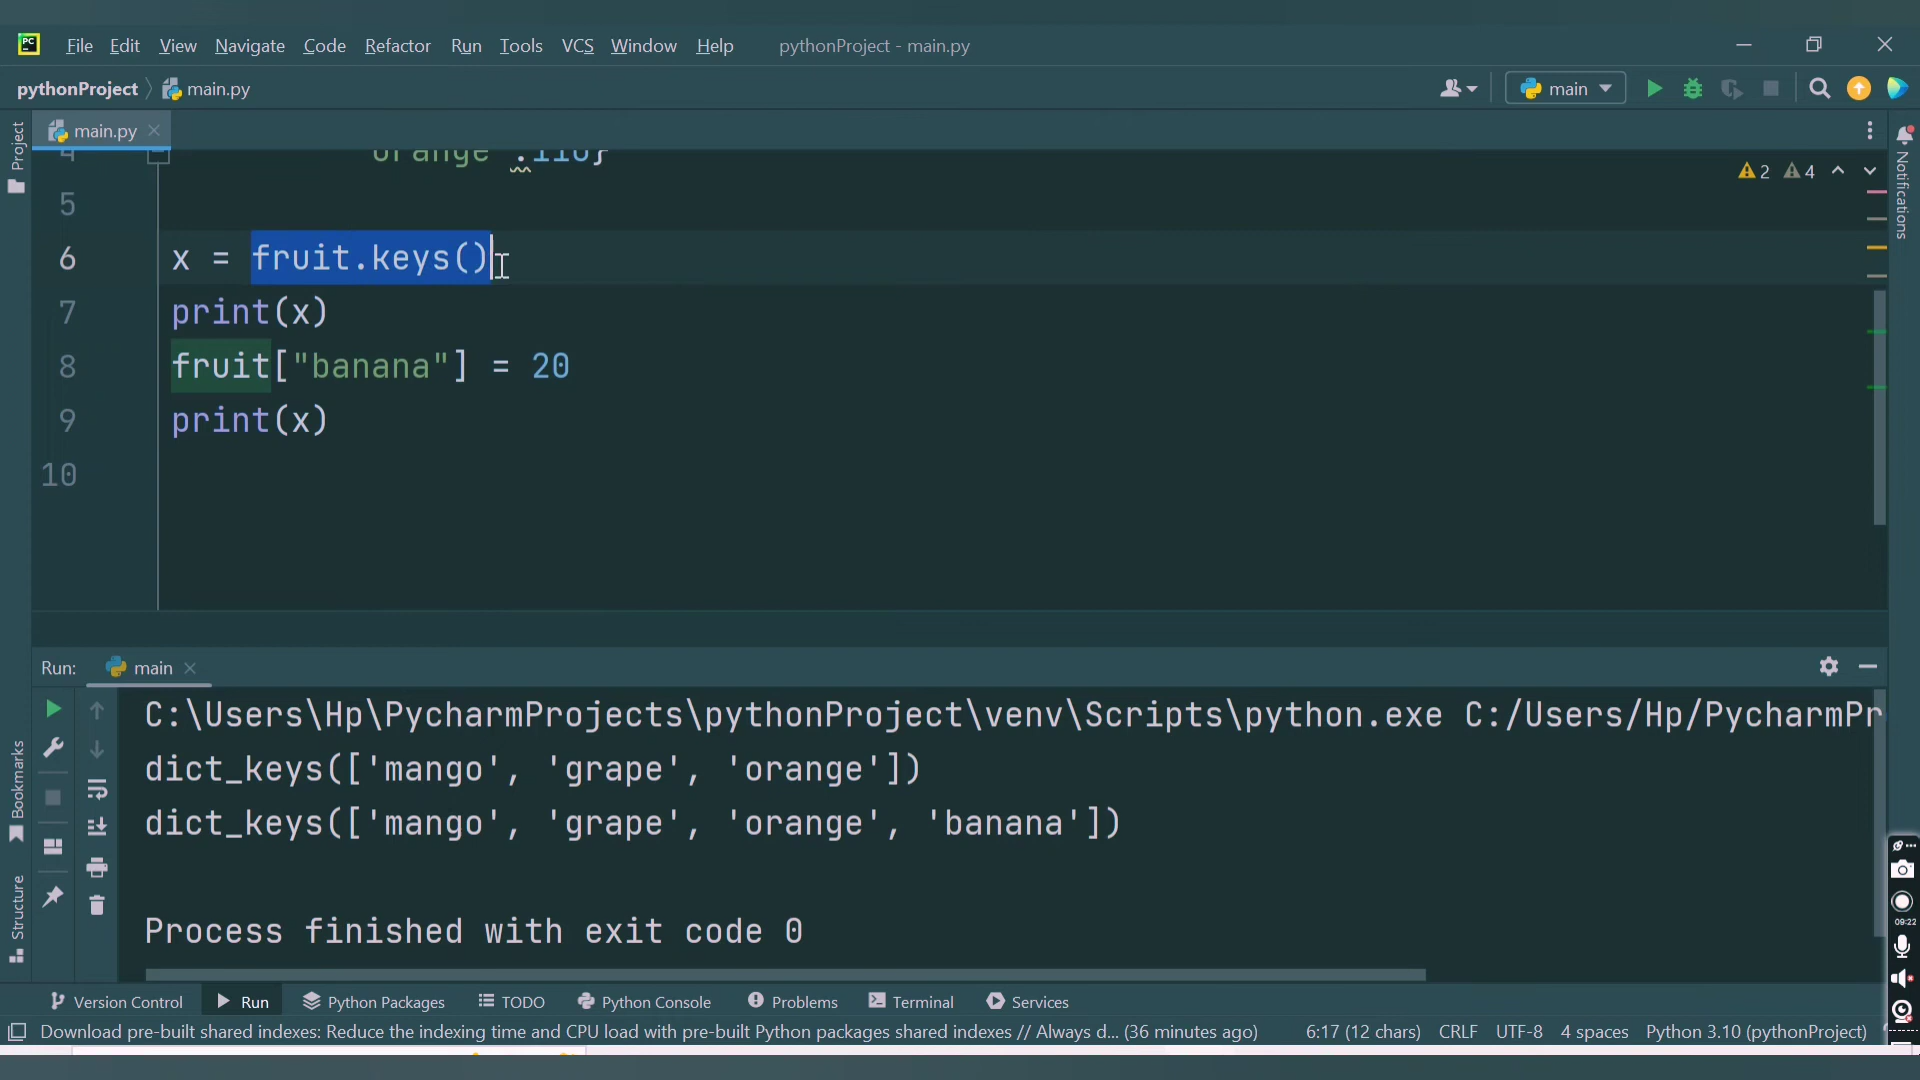 PC File Edit View Navigate Code Refactor Run Tools VCS Window Help pythonProject - main.py
pythonProject main.py main
main.py
Project
Notifications
2 4
5
6 x = fruit.keys()
7 print(x)
8 fruit["banana"] = 20
9 print(x)
10
Run: main
C:\Users\Hp\PycharmProjects\pythonProject\venv\Scripts\python.exe C:/Users/Hp/PycharmPr
dict_keys(['mango', 'grape', 'orange'])
dict_keys(['mango', 'grape', 'orange', 'banana'])
Process finished with exit code 0
Bookmarks
Structure
09:22
Version Control Run Python Packages TODO Python Console Problems Terminal Services
Download pre-built shared indexes: Reduce the indexing time and CPU load with pre-built Python packages shared indexes // Always d... (36 minutes ago) 6:17 (12 chars) CRLF UTF-8 4 spaces Python 3.10 (pythonProject)